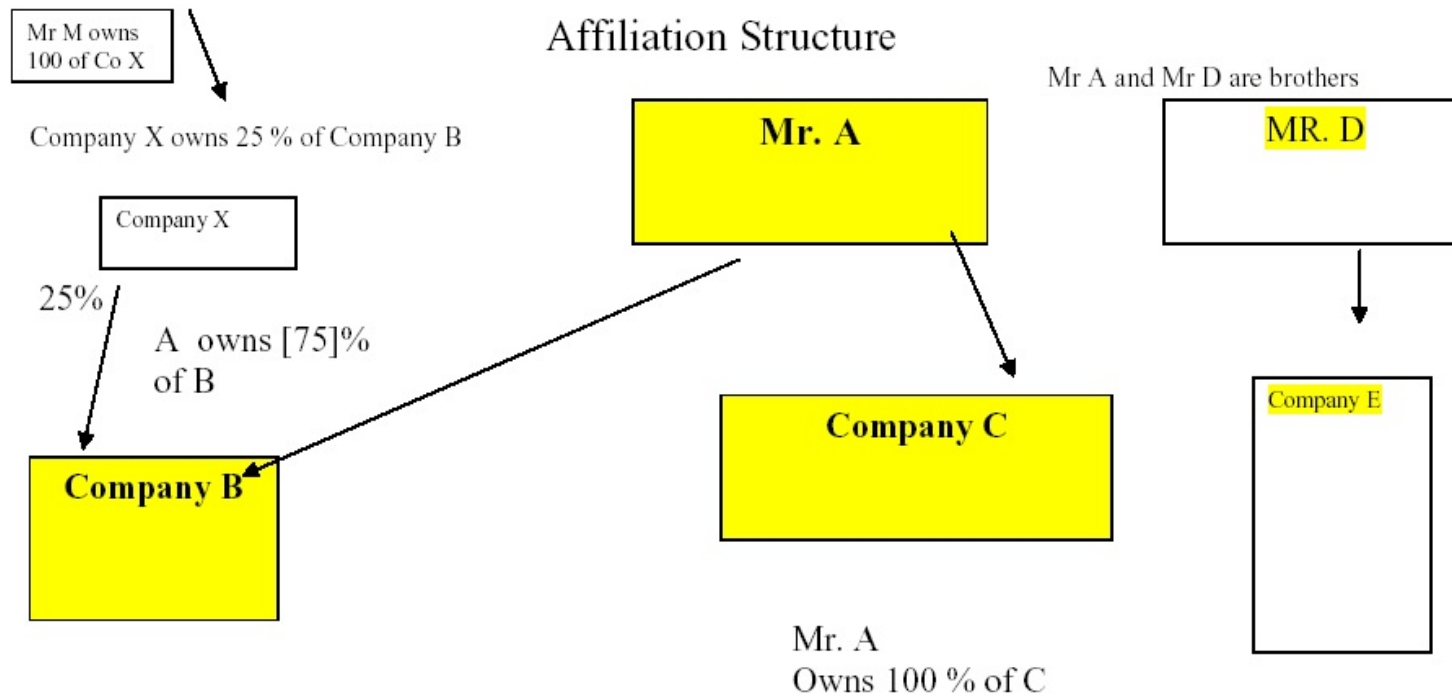 Mr M owns
100 of Co X
Affiliation Structure
Mr A and Mr D are brothers
Company X owns 25 % of Company B
Mr. A
MR. D
Company X
25%
A owns [75]%
of B
Company E
Company C
Company B
Mr. A
Owns 100 % of C